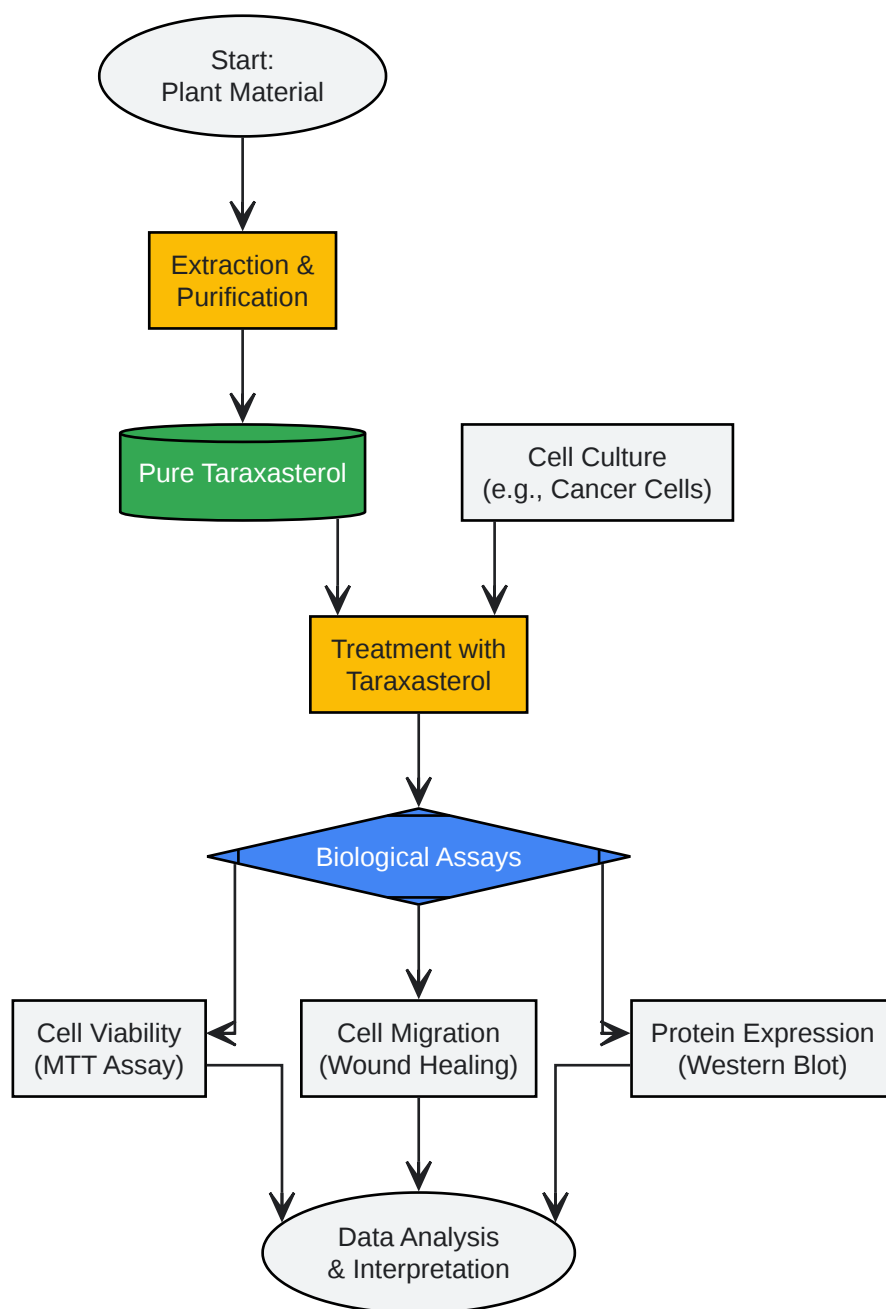 Start:
Plant Material
Extraction &
Purification
Pure Taraxasterol
Cell Culture
(e.g., Cancer Cells)
Treatment with
Taraxasterol
Biological Assays
Cell Viability
(MTT Assay)
Cell Migration
(Wound Healing)
Protein Expression
(Western Blot)
Data Analysis
& Interpretation